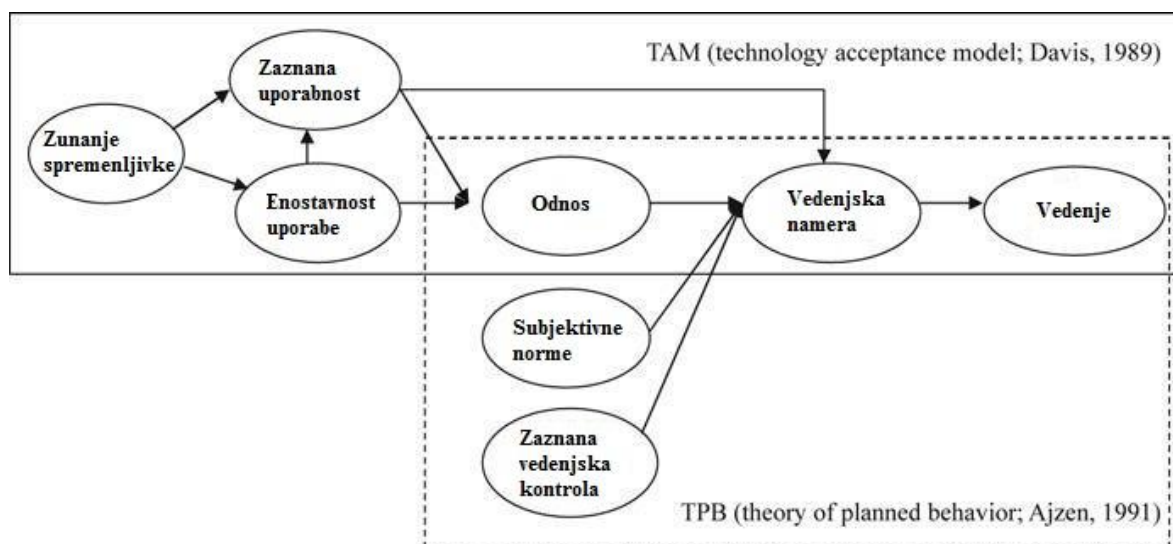 TAM (technology acceptance model; Davis, 1989)
Zaznana
uporabnost
Zunanje
spremenljivke
Enostavnost
uporabe
Odnos
Vedenjska
namera
Vedenje
Subjektivne
norme
Zaznana
vedenjska
kontrola
TPB (theory of planned behavior; Ajzen, 1991)